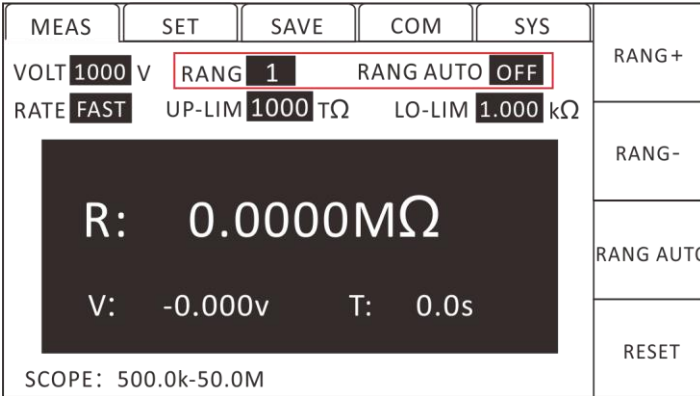 MEAS SET SAVE COM SYS
VOLT 1000 V RANG 1 RANG AUTO OFF
RATE FAST UP-LIM 1000 TΩ LO-LIM 1.000 kΩ
R: 0.0000MΩ
V: -0.000v T: 0.0s
SCOPE: 500.0k-50.0M
RANG+
RANG-
RANG AUTO
RESET